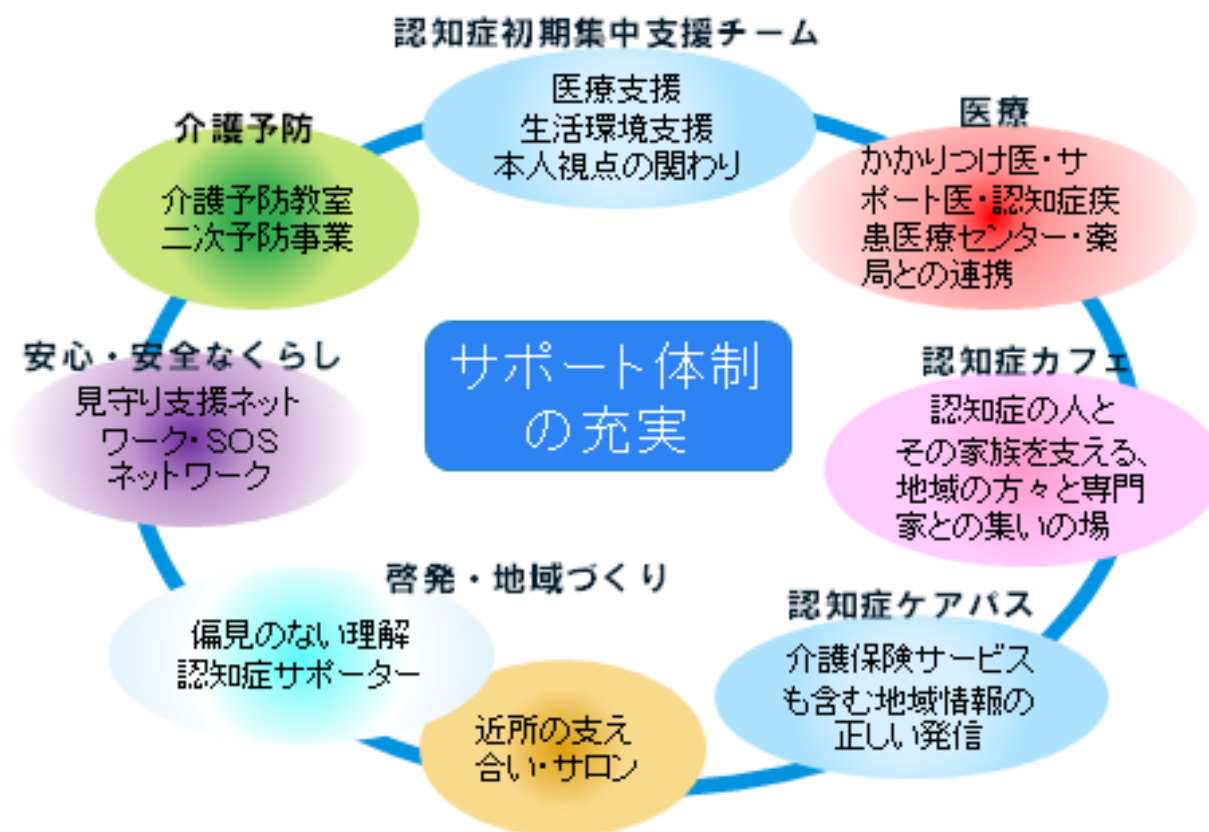 認知症初期集中支援チーム
医療支援
生活環境支援
本人視点の関わり
医療
かかりつけ医・サ
ポート医・認知症疾
患医療センター・薬
局との連携
認知症カフェ
認知症の人と
その家族を支える、
地域の方々と専門
家との集いの場
認知症ケアパス
介護保険サービス
も含む地域情報の
正しい発信
近所の支え
合い・サロン
啓発・地域づくり
偏見のない理解
認知症サポーター
安心・安全なくらし
見守り支援ネット
ワーク・SOS
ネットワーク
介護予防
介護予防教室
二次予防事業
サポート体制
の充実